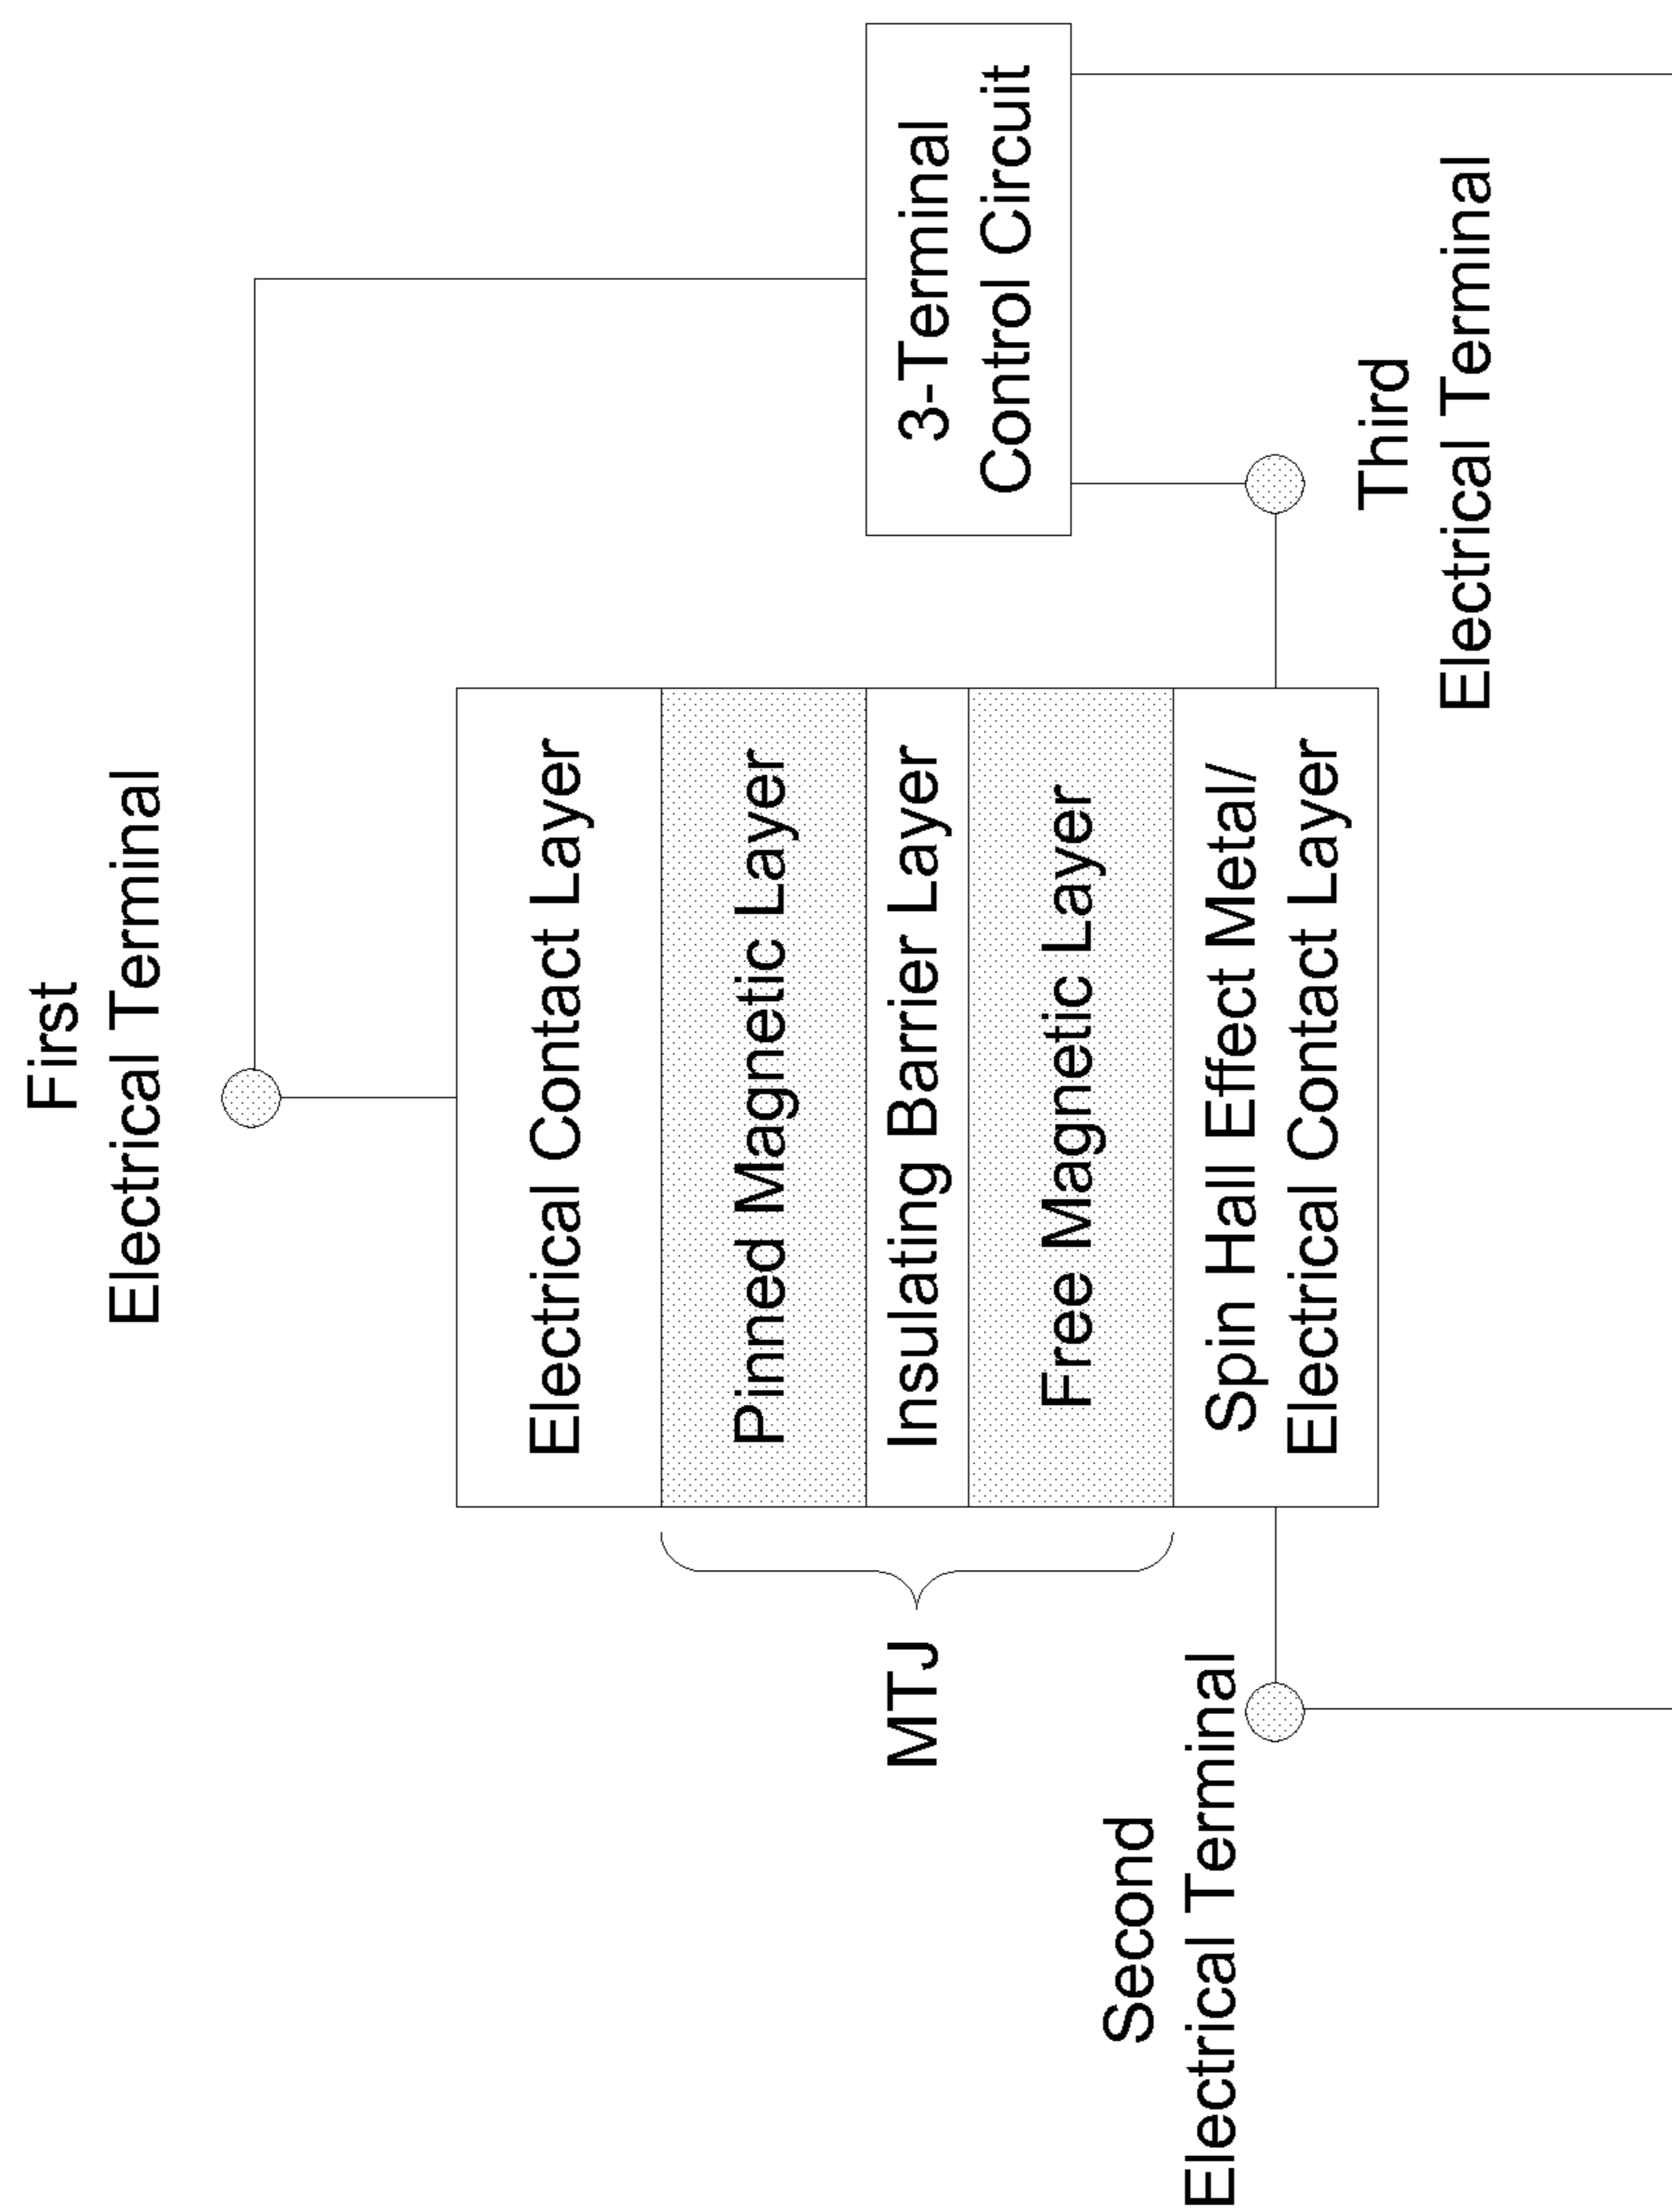 First
Electrical Terminal
3-Terminal
Control Circuit
Electrical Contact Layer
Pinned Magnetic Layer
Insulating Barrier Layer
Free Magnetic Layer
Spin Hall Effect Metal/
Electrical Contact Layer
MTJ
Second
Electrical Terminal
Third
Electrical Terminal